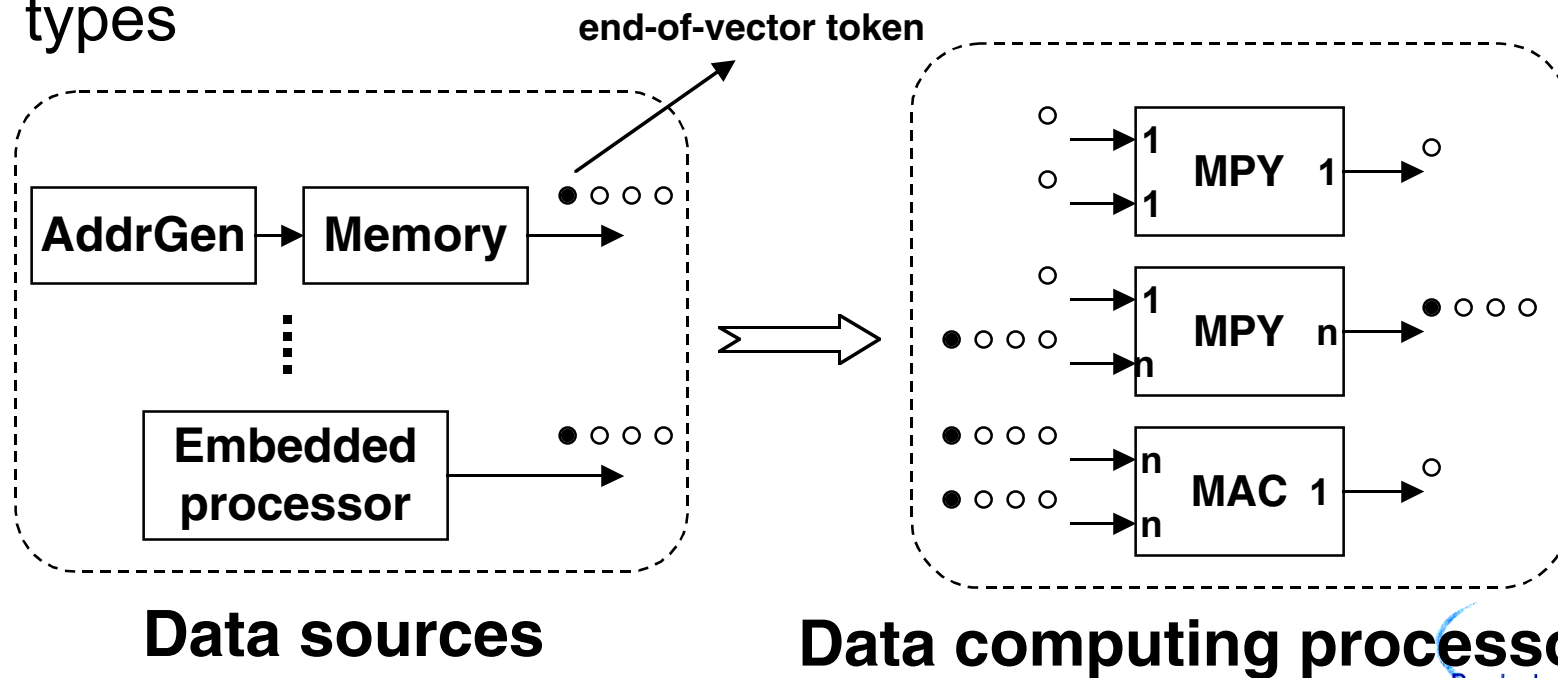 types
end-of-vector token
AddrGen
Memory
Embedded
processor
Data sources
1
1
MPY
1
1
n
MPY
n
n
n
MAC
1
Data computing